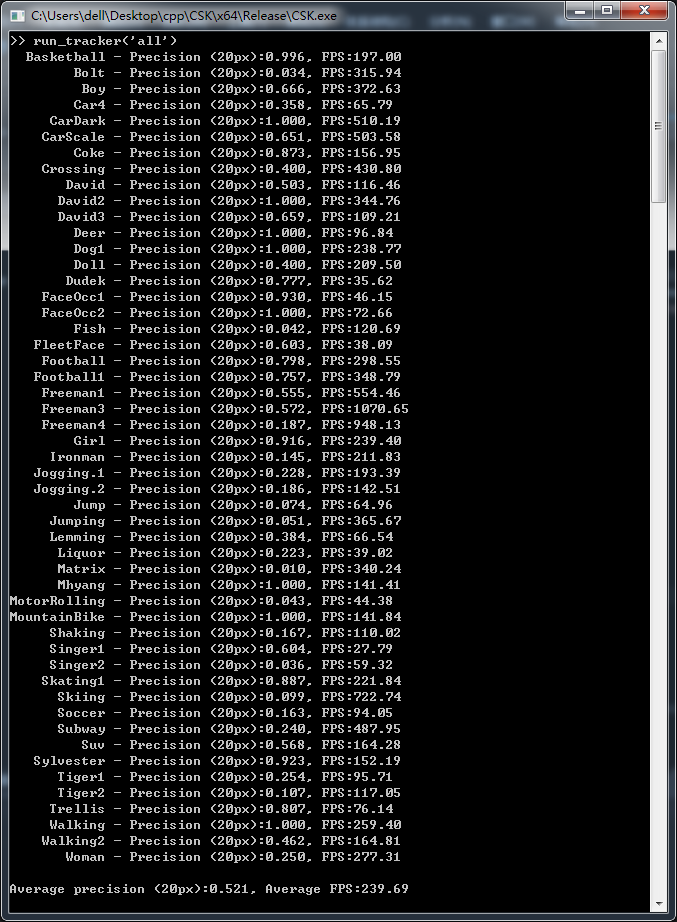 C:\Users\dell\Desktop\cpp\CSK\x64\Release\CSK.exe
>> run_tracker('all')
Basketball - Precision (20px):0.996, FPS:197.00
Bolt - Precision (20px):0.034, FPS:315.94
Boy - Precision (20px):0.666, FPS:372.63
Car4 - Precision (20px):0.358, FPS:65.79
CarDark - Precision (20px):1.000, FPS:510.19
CarScale - Precision (20px):0.651, FPS:503.58
Coke - Precision (20px):0.873, FPS:156.95
Crossing - Precision (20px):0.400, FPS:430.80
David - Precision (20px):0.503, FPS:116.46
David2 - Precision (20px):1.000, FPS:344.76
David3 - Precision (20px):0.659, FPS:109.21
Deer - Precision (20px):1.000, FPS:96.84
Dog1 - Precision (20px):1.000, FPS:238.77
Doll - Precision (20px):0.400, FPS:209.50
Dudek - Precision (20px):0.777, FPS:35.62
FaceOcc1 - Precision (20px):0.930, FPS:46.15
FaceOcc2 - Precision (20px):1.000, FPS:72.66
Fish - Precision (20px):0.042, FPS:120.69
FleetFace - Precision (20px):0.603, FPS:38.09
Football - Precision (20px):0.798, FPS:298.55
Football1 - Precision (20px):0.757, FPS:348.79
Freeman1 - Precision (20px):0.555, FPS:554.46
Freeman3 - Precision (20px):0.572, FPS:1070.65
Freeman4 - Precision (20px):0.187, FPS:948.13
Girl - Precision (20px):0.916, FPS:239.40
Ironman - Precision (20px):0.145, FPS:211.83
Jogging.1 - Precision (20px):0.228, FPS:193.39
Jogging.2 - Precision (20px):0.186, FPS:142.51
Jump - Precision (20px):0.074, FPS:64.96
Jumping - Precision (20px):0.051, FPS:365.67
Lemming - Precision (20px):0.384, FPS:66.54
Liquor - Precision (20px):0.223, FPS:39.02
Matrix - Precision (20px):0.010, FPS:340.24
Mhyang - Precision (20px):1.000, FPS:141.41
MotorRolling - Precision (20px):0.043, FPS:44.38
MountainBike - Precision (20px):1.000, FPS:141.84
Shaking - Precision (20px):0.167, FPS:110.02
Singer1 - Precision (20px):0.604, FPS:27.79
Singer2 - Precision (20px):0.036, FPS:59.32
Skating1 - Precision (20px):0.887, FPS:221.84
Skiing - Precision (20px):0.099, FPS:722.74
Soccer - Precision (20px):0.163, FPS:94.05
Subway - Precision (20px):0.240, FPS:487.95
Suv - Precision (20px):0.568, FPS:164.28
Sylvester - Precision (20px):0.923, FPS:152.19
Tiger1 - Precision (20px):0.254, FPS:95.71
Tiger2 - Precision (20px):0.107, FPS:117.05
Trellis - Precision (20px):0.807, FPS:76.14
Walking - Precision (20px):1.000, FPS:259.40
Walking2 - Precision (20px):0.462, FPS:164.81
Woman - Precision (20px):0.250, FPS:277.31
Average precision (20px):0.521, Average FPS:239.69